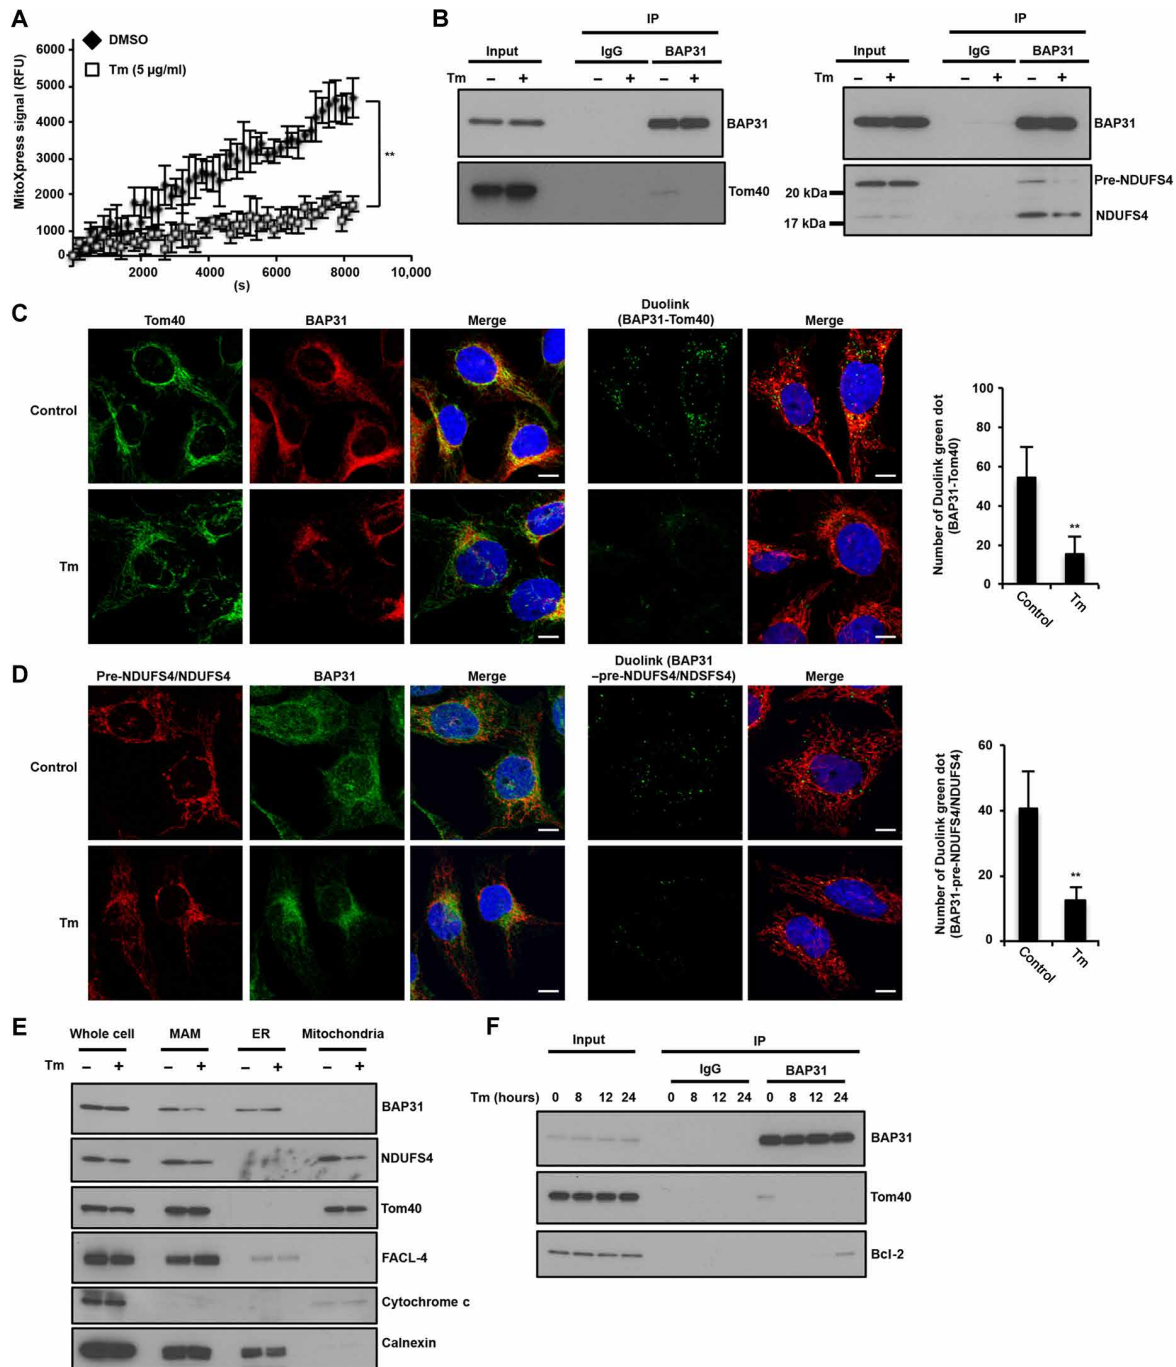 A
MitoXpress signal (RFU)
6000
5000
4000
3000
2000
1000
0
2000
4000
6000
8000
10,000
(s)
DMSO
Tm (5 µg/ml)
**
B
IP
Input
IgG
BAP31
Tm
– + – + – +
BAP31
Tom40
IP
Input
IgG
BAP31
Tm
– + – + – +
BAP31
20 kDa
17 kDa
Pre-NDUFS4
NDUFS4
C
Tom40
BAP31
Merge
Duolink
(BAP31-Tom40)
Merge
Control
Tm
Number of Duolink green dot
(BAP31-Tom40)
100
80
60
40
20
0
**
Control
Tm
D
Pre-NDUFS4/NDUFS4
BAP31
Merge
Duolink (BAP31
–pre-NDUFS4/NDSFS4)
Merge
Control
Tm
Number of Duolink green dot
(BAP31-pre-NDUFS4/NDUFS4)
60
40
20
0
**
Control
Tm
E
Whole cell
MAM
ER
Mitochondria
Tm
– + – + – + – +
BAP31
NDUFS4
Tom40
FACL-4
Cytochrome c
Calnexin
F
Input
IP
IgG
BAP31
Tm (hours)
0 8 12 24 0 8 12 24 0 8 12 24
BAP31
Tom40
Bcl-2